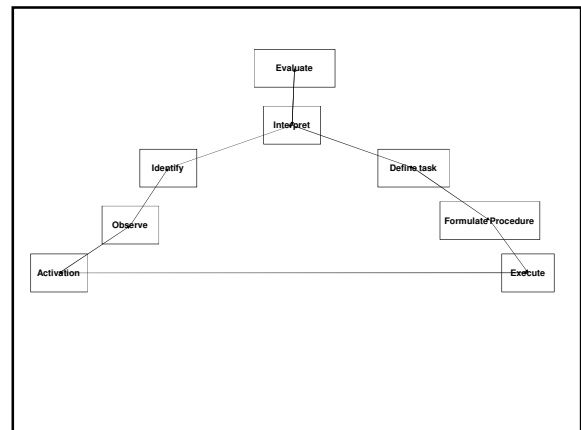 Evaluate
Interpret
Identify
Define task
Observe
Formulate Procedure
Activation
Execute